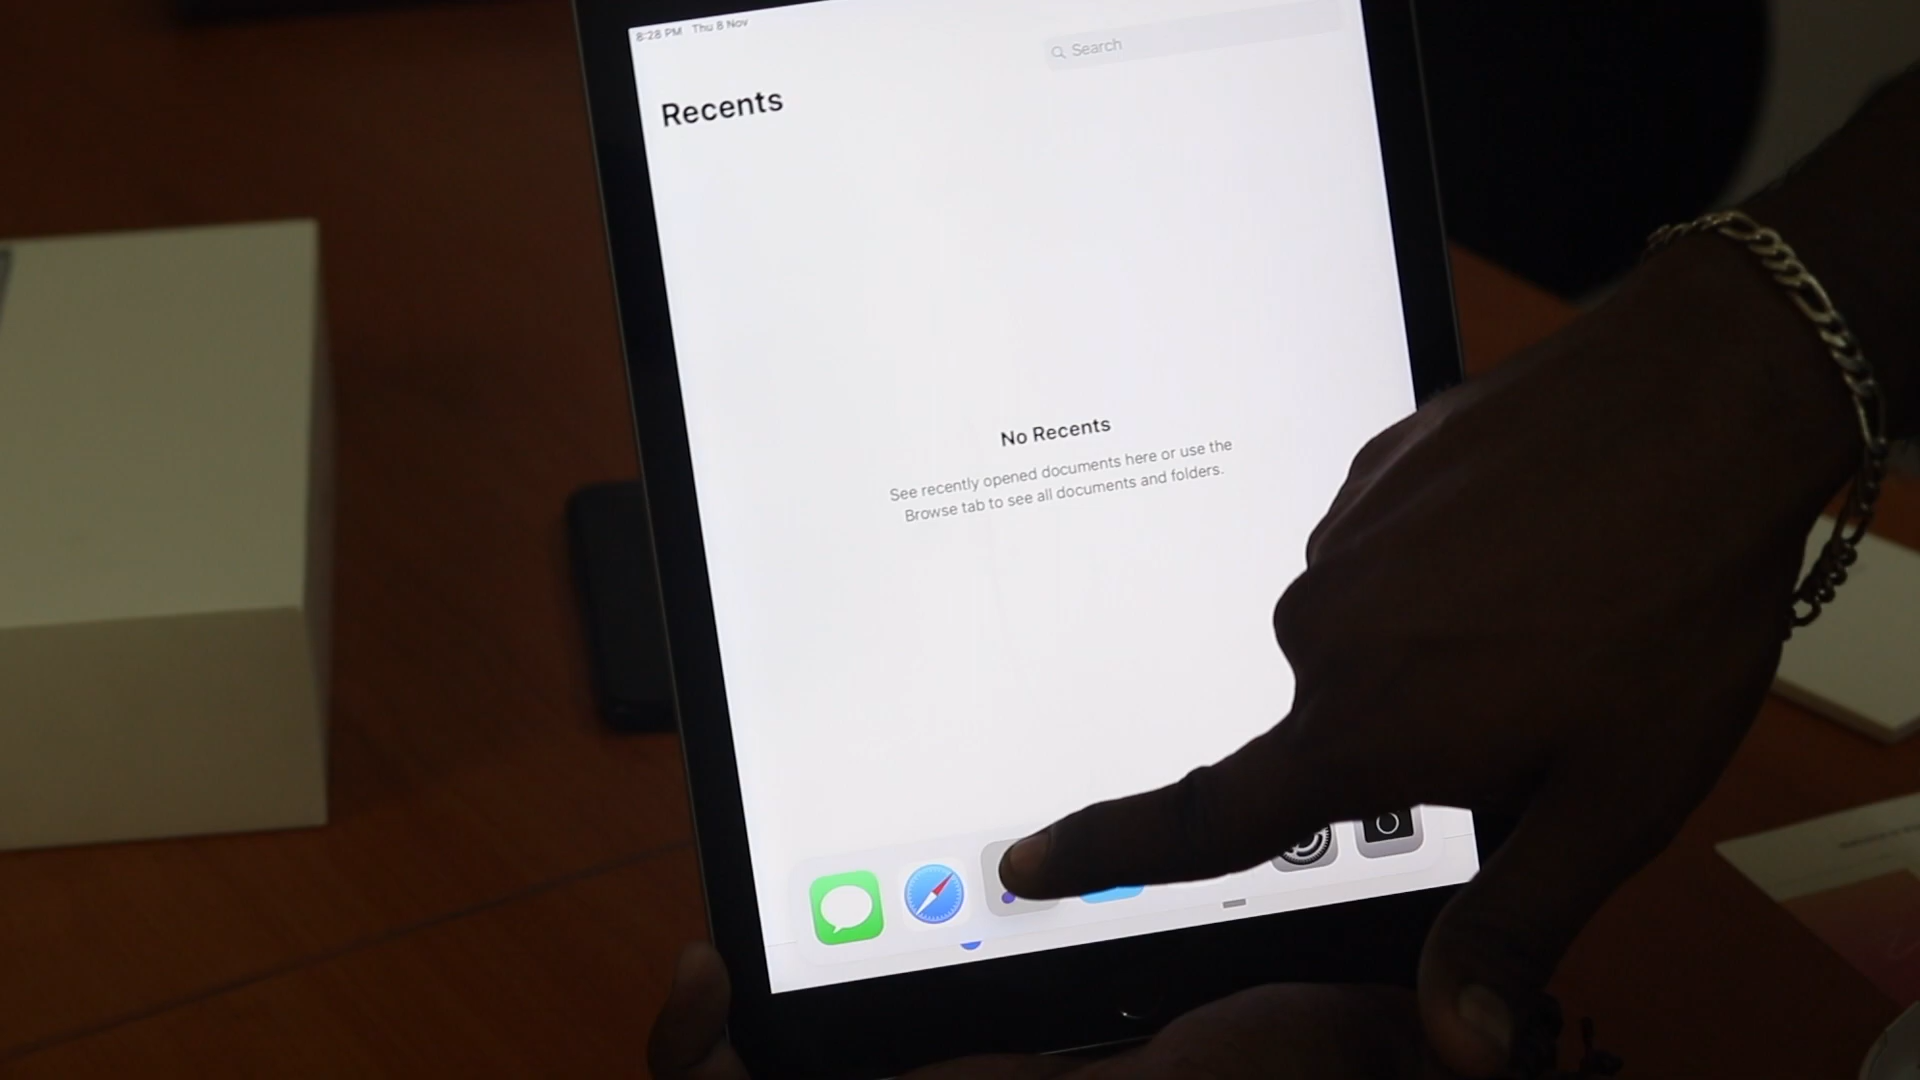 8:28 PM Thu 8 Nov
Search
Recents
No Recents
See recently opened documents here or use the
Browse tab to see all documents and folders.